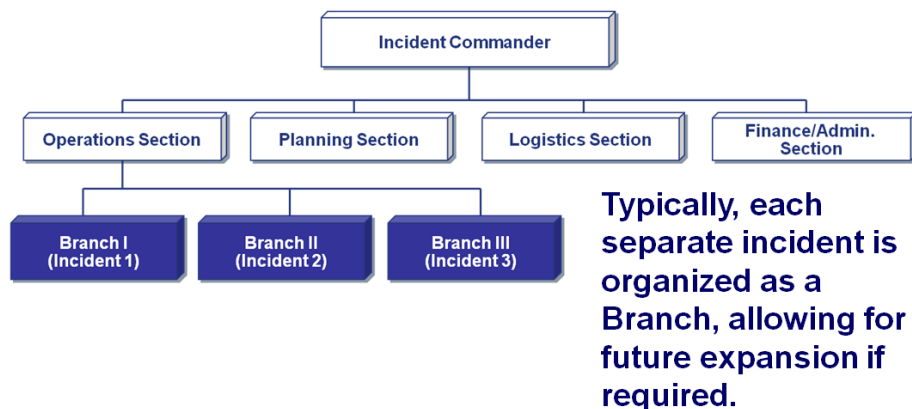 Incident Commander
Operations Section
Planning Section
Logistics Section
Finance/Admin.
Section
Branch I
(Incident 1)
Branch II
(Incident 2)
Branch III
(Incident 3)
Typically, each
separate incident is
organized as a
Branch, allowing for
future expansion if
required.